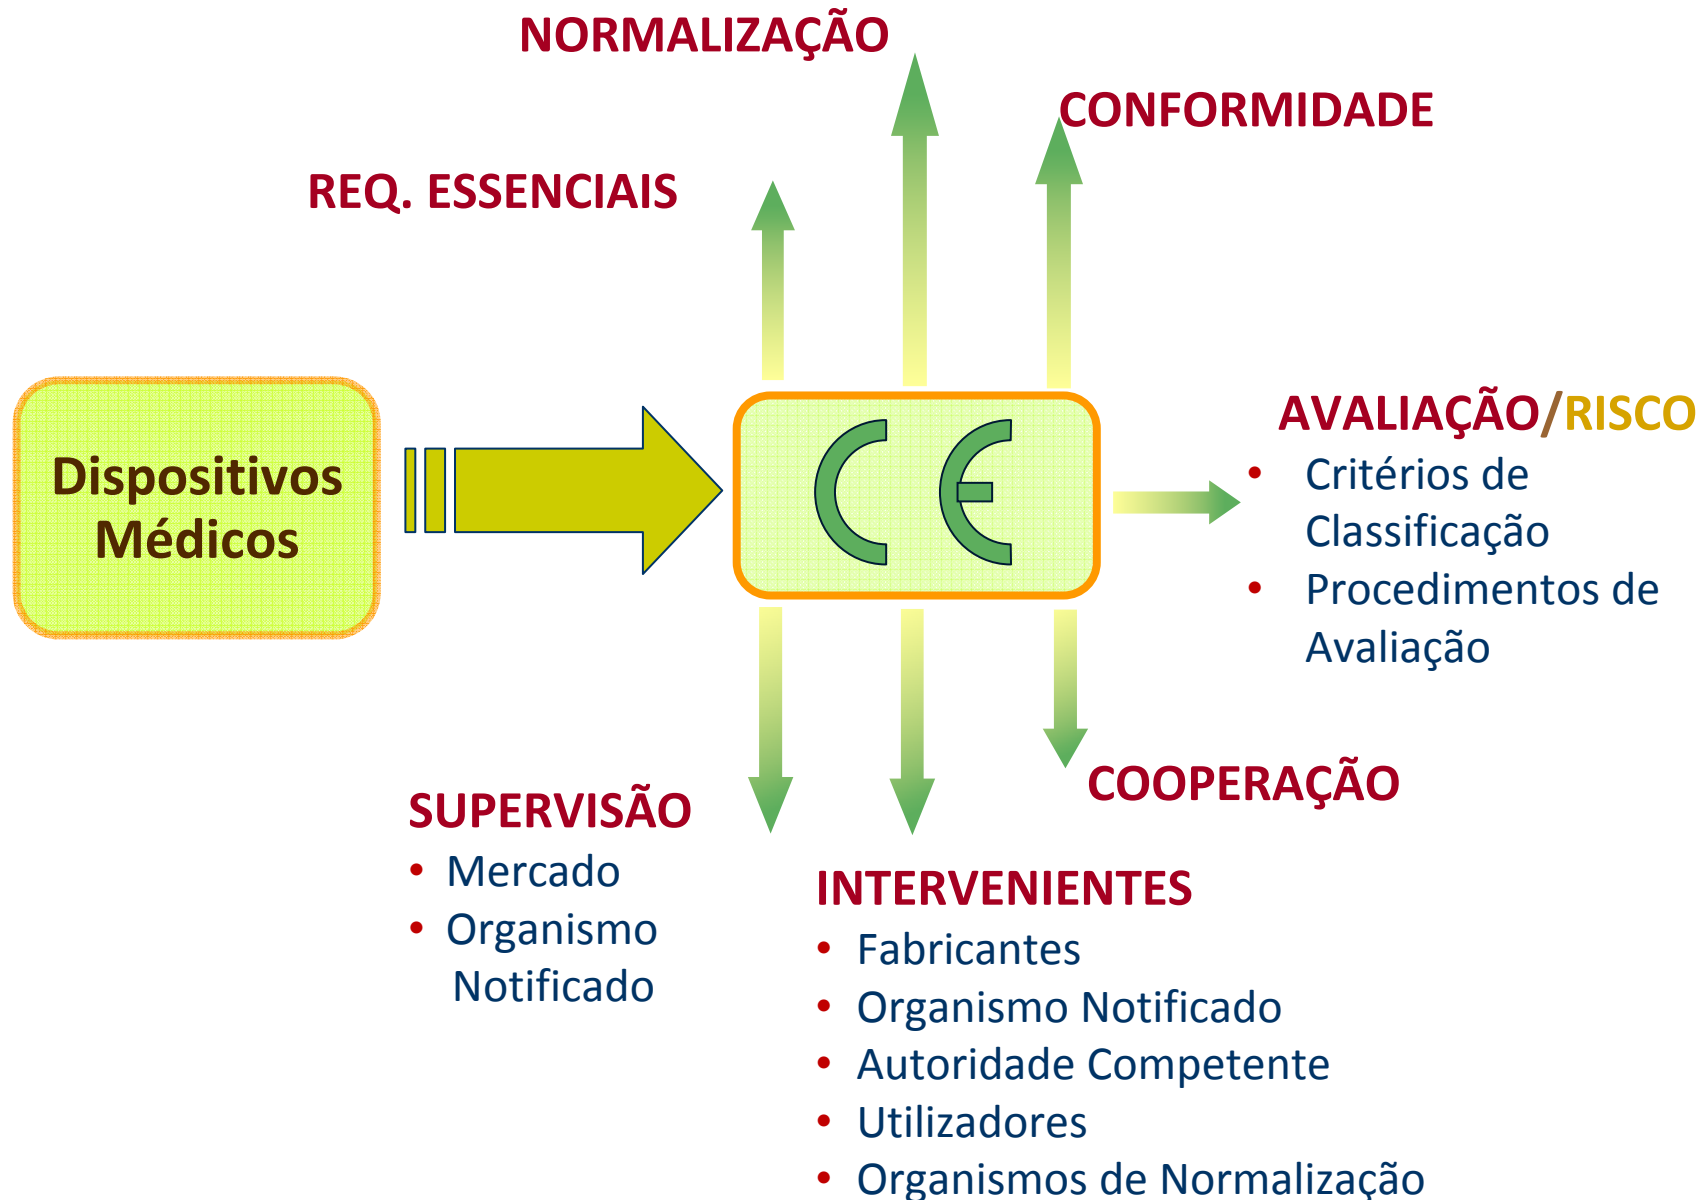 NORMALIZAÇÃO
CONFORMIDADE
REQ. ESSENCIAIS
Dispositivos
Médicos
CE
AVALIAÇÃO/RISCO
• Critérios de
Classificação
• Procedimentos de
Avaliação
COOPERAÇÃO
SUPERVISÃO
• Mercado
• Organismo
Notificado
INTERVENIENTES
• Fabricantes
• Organismo Notificado
• Autoridade Competente
• Utilizadores
• Organismos de Normalização